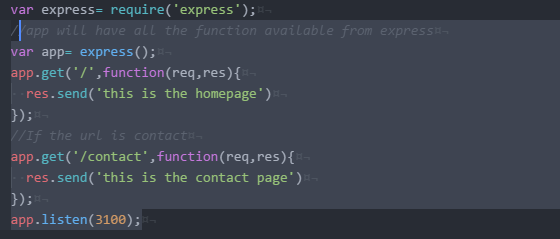 var express= require('express');
//app will have all the function available from express
var app= express();
app.get('/',function(req,res){
  res.send('this is the homepage')
});
//If the url is contact
app.get('/contact',function(req,res){
  res.send('this is the contact page')
});
app.listen(3100);